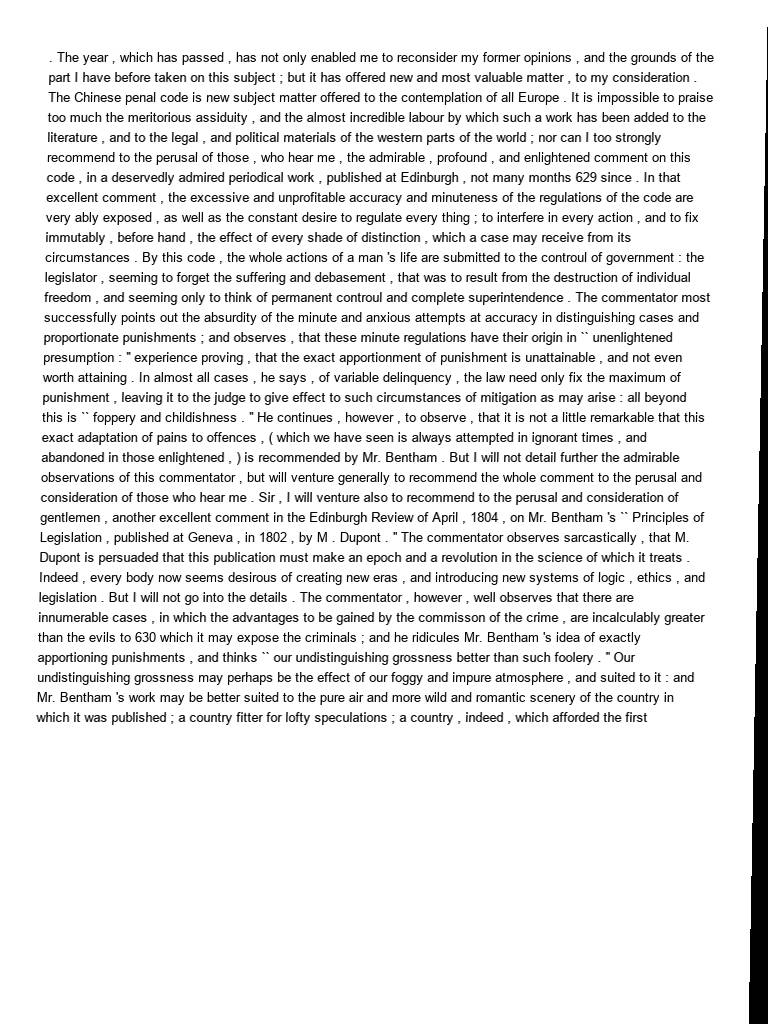 . The year , which has passed , has not only enabled me to reconsider my former opinions , and the grounds of the
part I have before taken on this subject ; but it has offered new and most valuable matter , to my consideration .
The Chinese penal code is new subject matter offered to the contemplation of all Europe . It is impossible to praise
too much the meritorious assiduity , and the almost incredible labour by which such a work has been added to the
literature , and to the legal , and political materials of the western parts of the world ; nor can I too strongly
recommend to the perusal of those , who hear me , the admirable , profound , and enlightened comment on this
code , in a deservedly admired periodical work , published at Edinburgh , not many months 629 since . In that
excellent comment , the excessive and unprofitable accuracy and minuteness of the regulations of the code are
very ably exposed , as well as the constant desire to regulate every thing ; to interfere in every action , and to fix
immutably , before hand , the effect of every shade of distinction , which a case may receive from its
circumstances . By this code , the whole actions of a man 's life are submitted to the controul of government : the
legislator , seeming to forget the suffering and debasement , that was to result from the destruction of individual
freedom , and seeming only to think of permanent controul and complete superintendence . The commentator most
successfully points out the absurdity of the minute and anxious attempts at accuracy in distinguishing cases and
proportionate punishments ; and observes , that these minute regulations have their origin in `` unenlightened
presumption : " experience proving , that the exact apportionment of punishment is unattainable , and not even
worth attaining . In almost all cases , he says , of variable delinquency , the law need only fix the maximum of
punishment , leaving it to the judge to give effect to such circumstances of mitigation as may arise : all beyond
this is `` foppery and childishness . " He continues , however , to observe , that it is not a little remarkable that this
exact adaptation of pains to offences , ( which we have seen is always attempted in ignorant times , and
abandoned in those enlightened , ) is recommended by Mr. Bentham . But I will not detail further the admirable
observations of this commentator , but will venture generally to recommend the whole comment to the perusal and
consideration of those who hear me . Sir , I will venture also to recommend to the perusal and consideration of
gentlemen , another excellent comment in the Edinburgh Review of April , 1804 , on Mr. Bentham 's `` Principles of
Legislation , published at Geneva , in 1802 , by M . Dupont . " The commentator observes sarcastically , that M.
Dupont is persuaded that this publication must make an epoch and a revolution in the science of which it treats .
Indeed , every body now seems desirous of creating new eras , and introducing new systems of logic , ethics , and
legislation . But I will not go into the details . The commentator , however , well observes that there are
innumerable cases , in which the advantages to be gained by the commisson of the crime , are incalculably greater
than the evils to 630 which it may expose the criminals ; and he ridicules Mr. Bentham 's idea of exactly
apportioning punishments , and thinks `` our undistinguishing grossness better than such foolery . " Our
undistinguishing grossness may perhaps be the effect of our foggy and impure atmosphere , and suited to it : and
Mr. Bentham 's work may be better suited to the pure air and more wild and romantic scenery of the country in
which it was published ; a country fitter for lofty speculations ; a country , indeed , which afforded the first